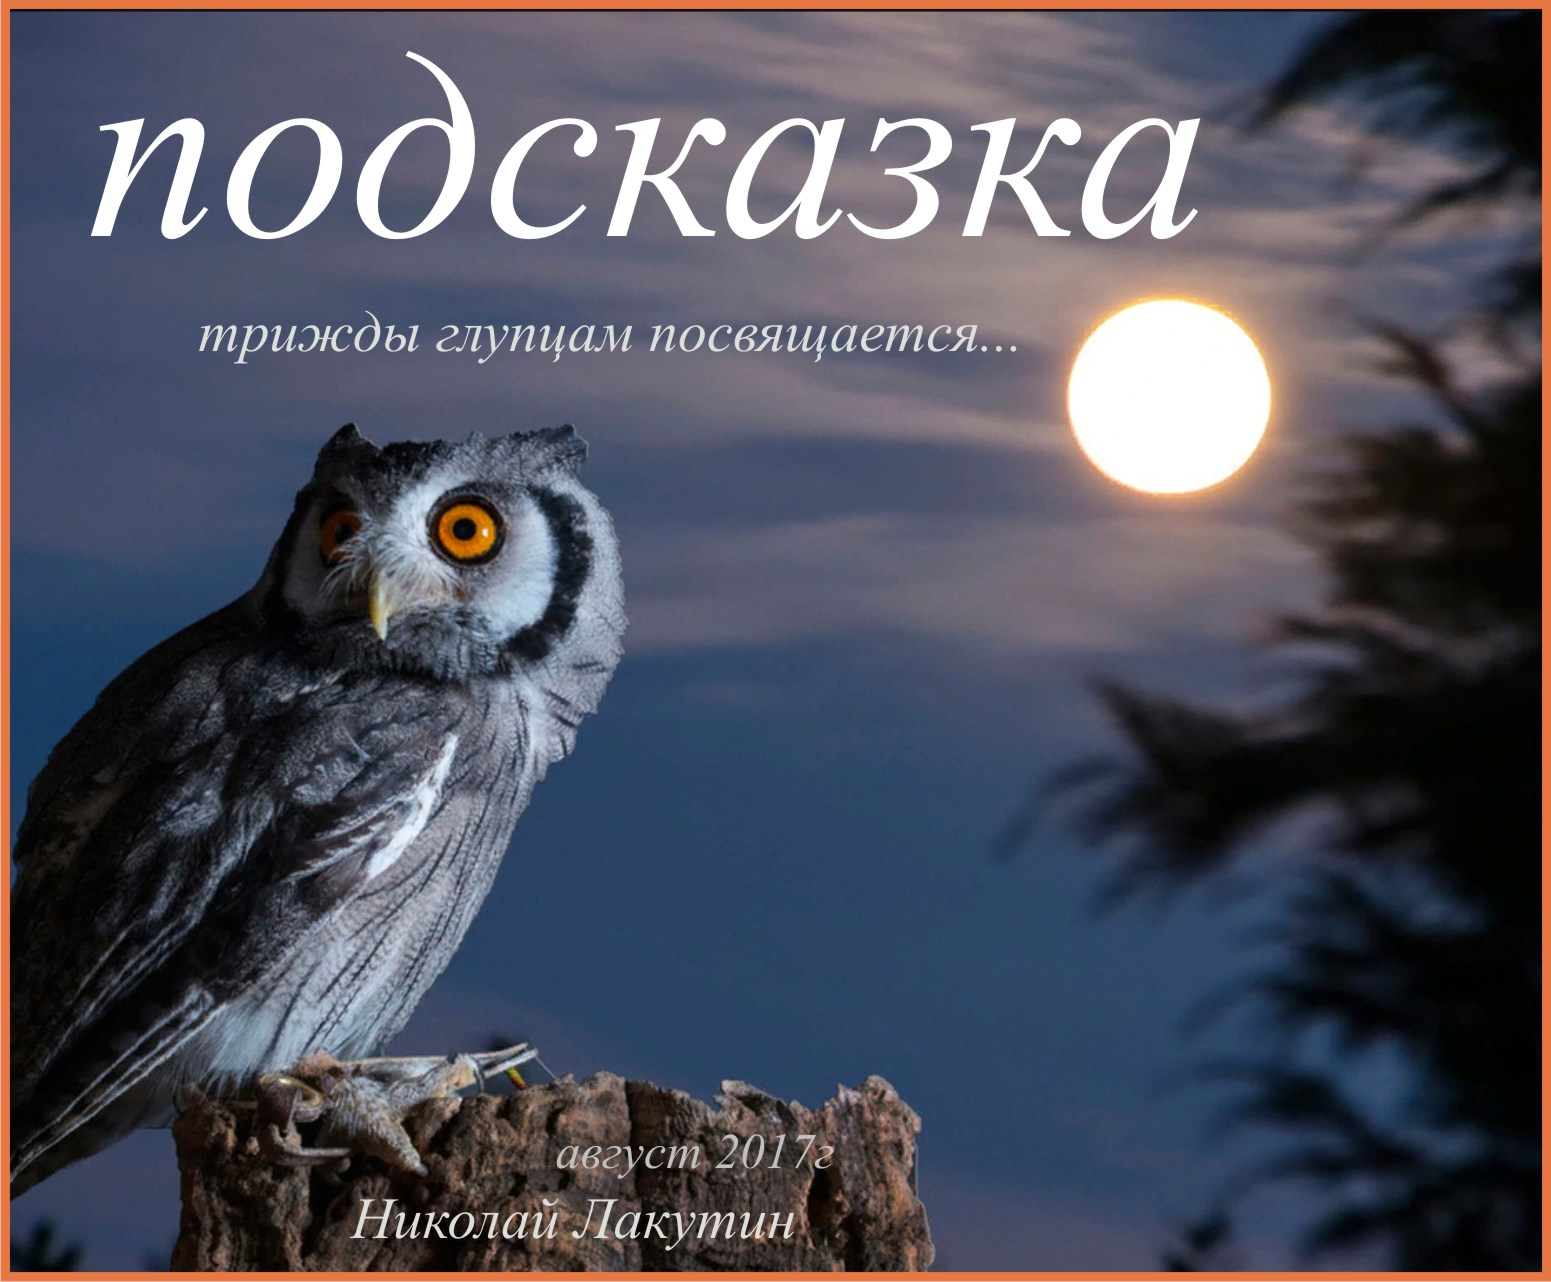 подсказка
трижды глупцам посвящается...
август 2017г
Николай Лакутин